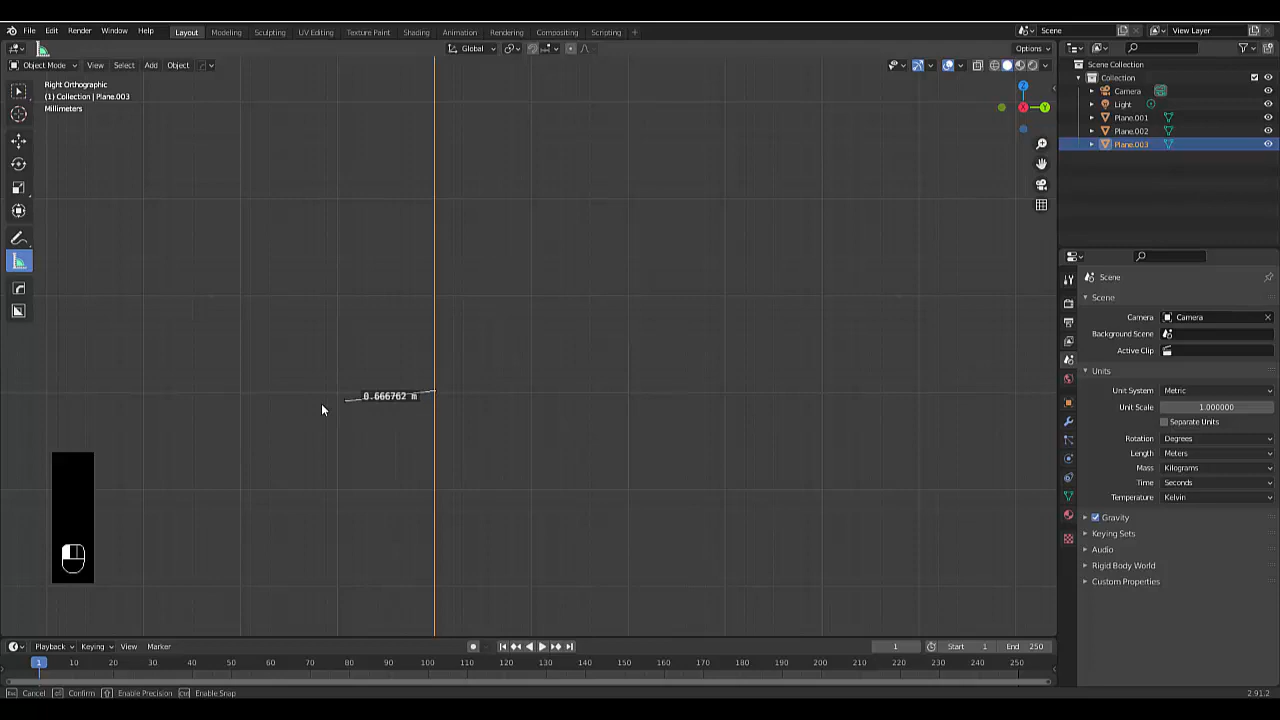 File Edit Render Window Help Layout Modeling Sculpting UV Editing Texture Paint Shading Animation Rendering Compositing Scripting Scene View Layer
Global Options
Object Mode View Select Add Object
Right Orthographic
(1) Collection | Plane.003
Millimeters
Z
X
Y
0.666762 m
Scene Collection
Collection
Camera
Light
Plane.001
Plane.002
Plane.003
Scene
Scene
Camera Camera
Background Scene
Active Clip
Units
Unit System Metric
Unit Scale 1.000000
Separate Units
Rotation Degrees
Length Meters
Mass Kilograms
Time Seconds
Temperature Kelvin
Gravity
Keying Sets
Audio
Rigid Body World
Custom Properties
Playback Keying View Marker 1 Start 1 End 250
1 10 20 30 40 50 60 70 80 90 100 110 120 130 140 150 160 170 180 190 200 210 220 230 240 250
Esc Cancel Confirm Enable Precision Ctrl Enable Snap 2.91.2